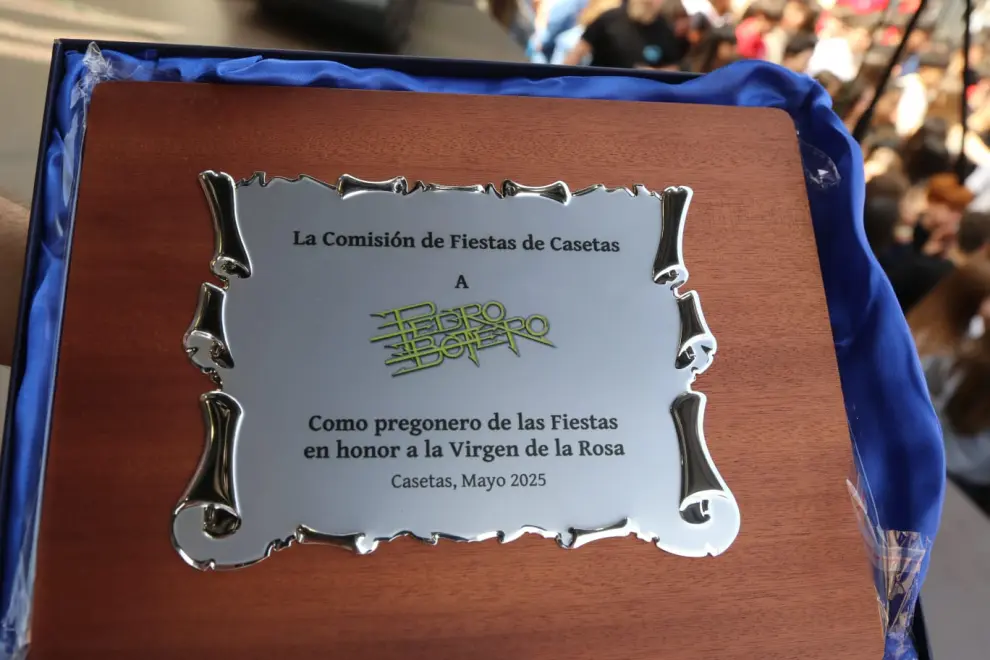 La Comisión de Fiestas de Casetas
A
PEDRO
BOTERO
Como pregonero de las Fiestas
en honor a la Virgen de la Rosa
Casetas, Mayo 2025